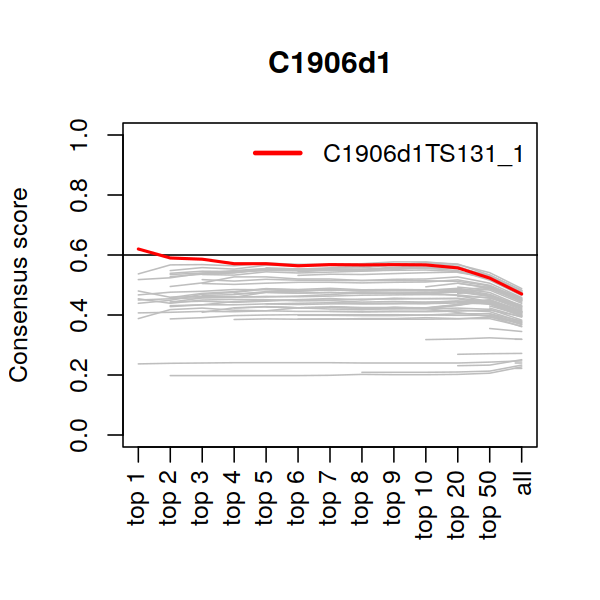 C1906d1
C1906d1TS131_1
Consensus score
1.0
0.8
0.6
0.4
0.2
0.0
top 1
top 2
top 3
top 4
top 5
top 6
top 7
top 8
top 9
top 10
top 20
top 50
all